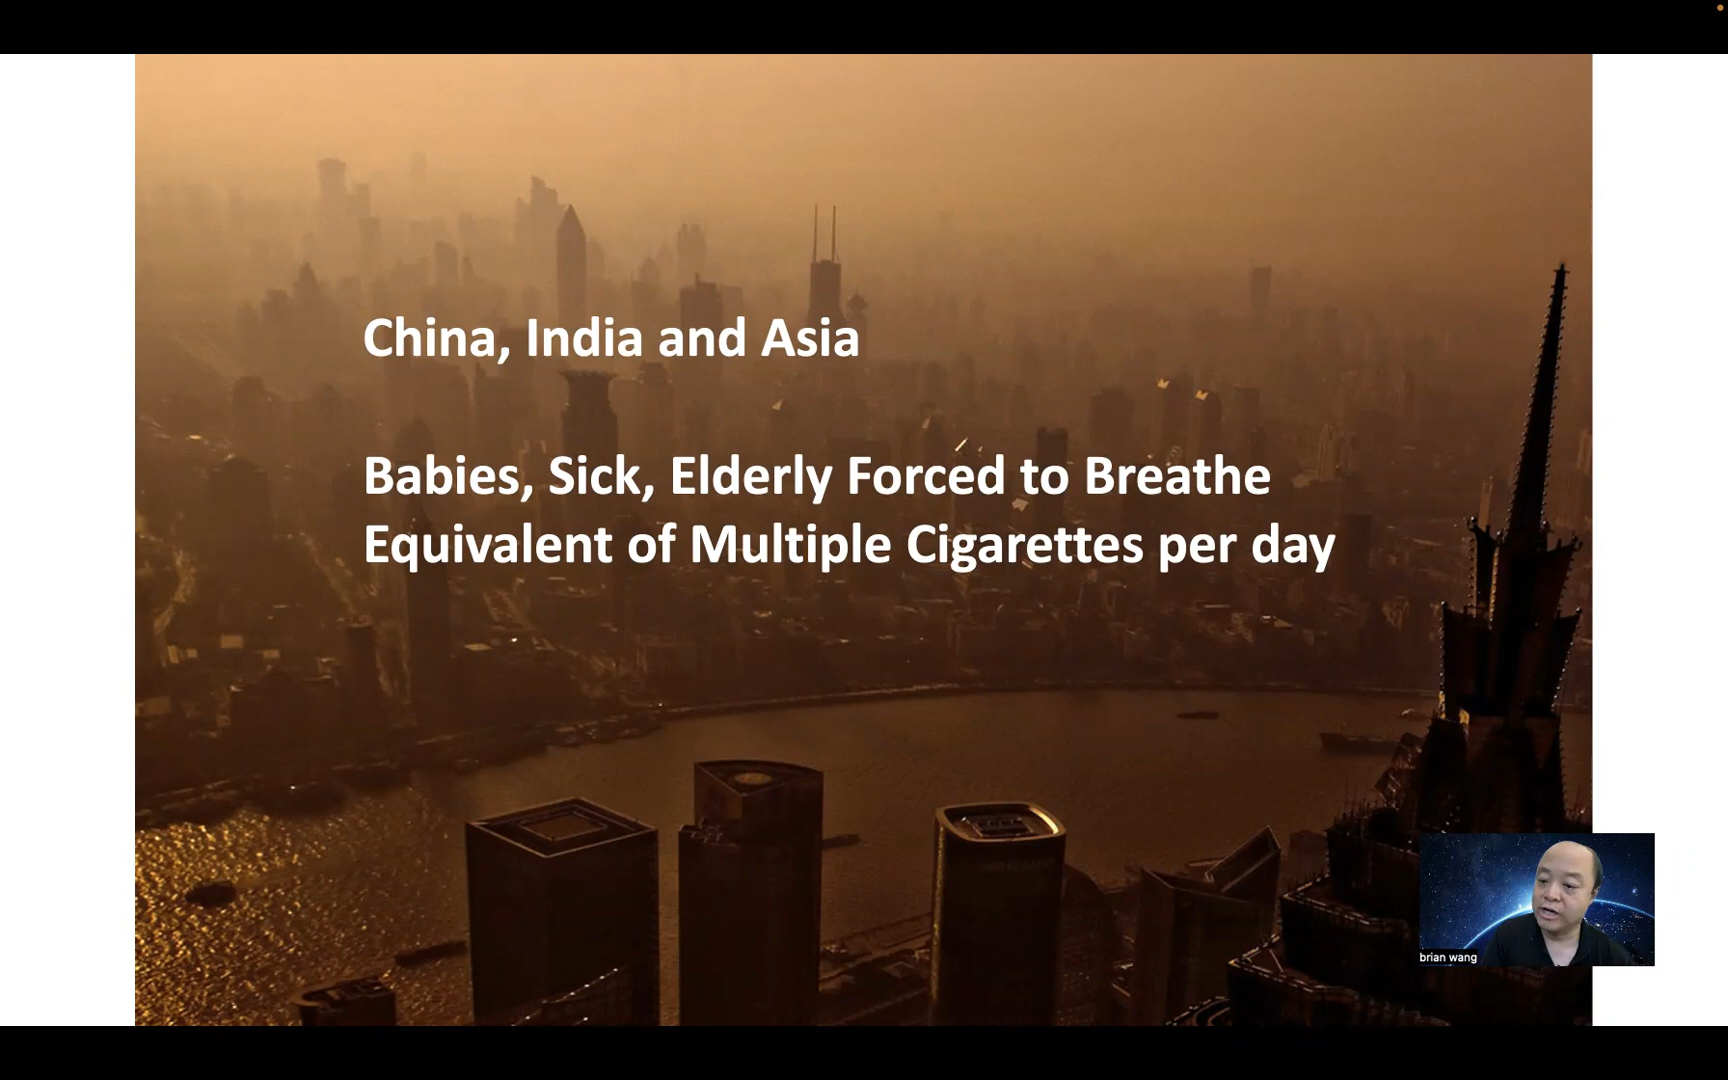 China, India and Asia
Babies, Sick, Elderly Forced to Breathe
Equivalent of Multiple Cigarettes per day
brian wang